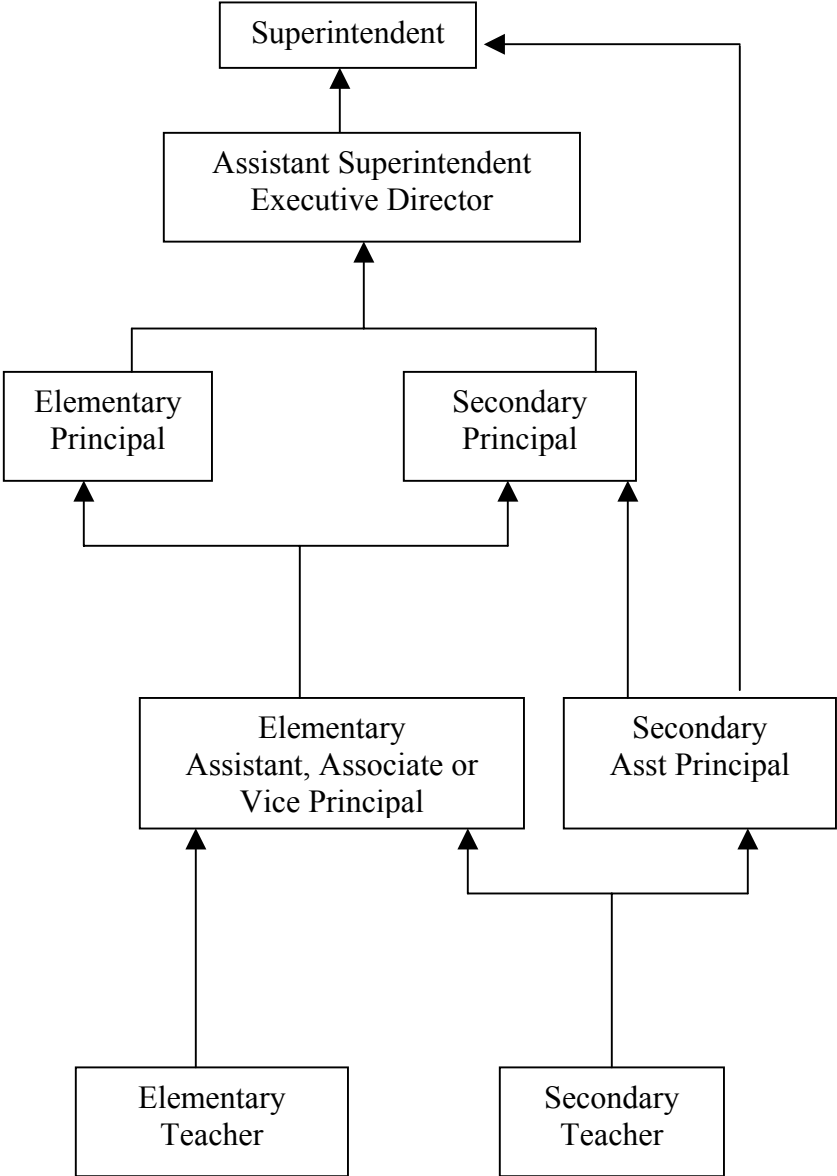 Superintendent
Assistant Superintendent
Executive Director
Elementary
Principal
Secondary
Principal
Elementary
Assistant, Associate or
Vice Principal
Secondary
Asst Principal
Elementary
Teacher
Secondary
Teacher